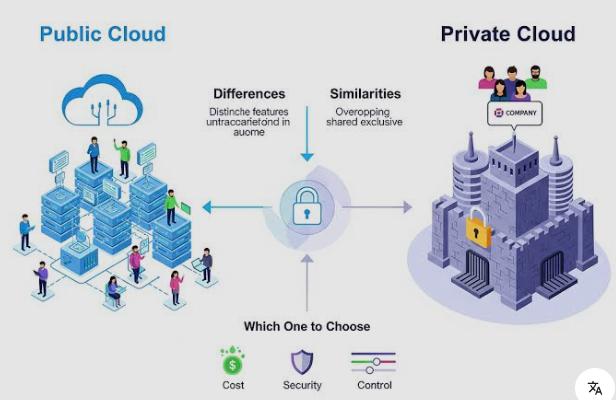 Public Cloud
Private Cloud
Differences
Distinche features
untraccarietond in
auome
Similarities
Overopping
shared exclusive
COMPANY
Which One to Choose
Cost
Security
Control